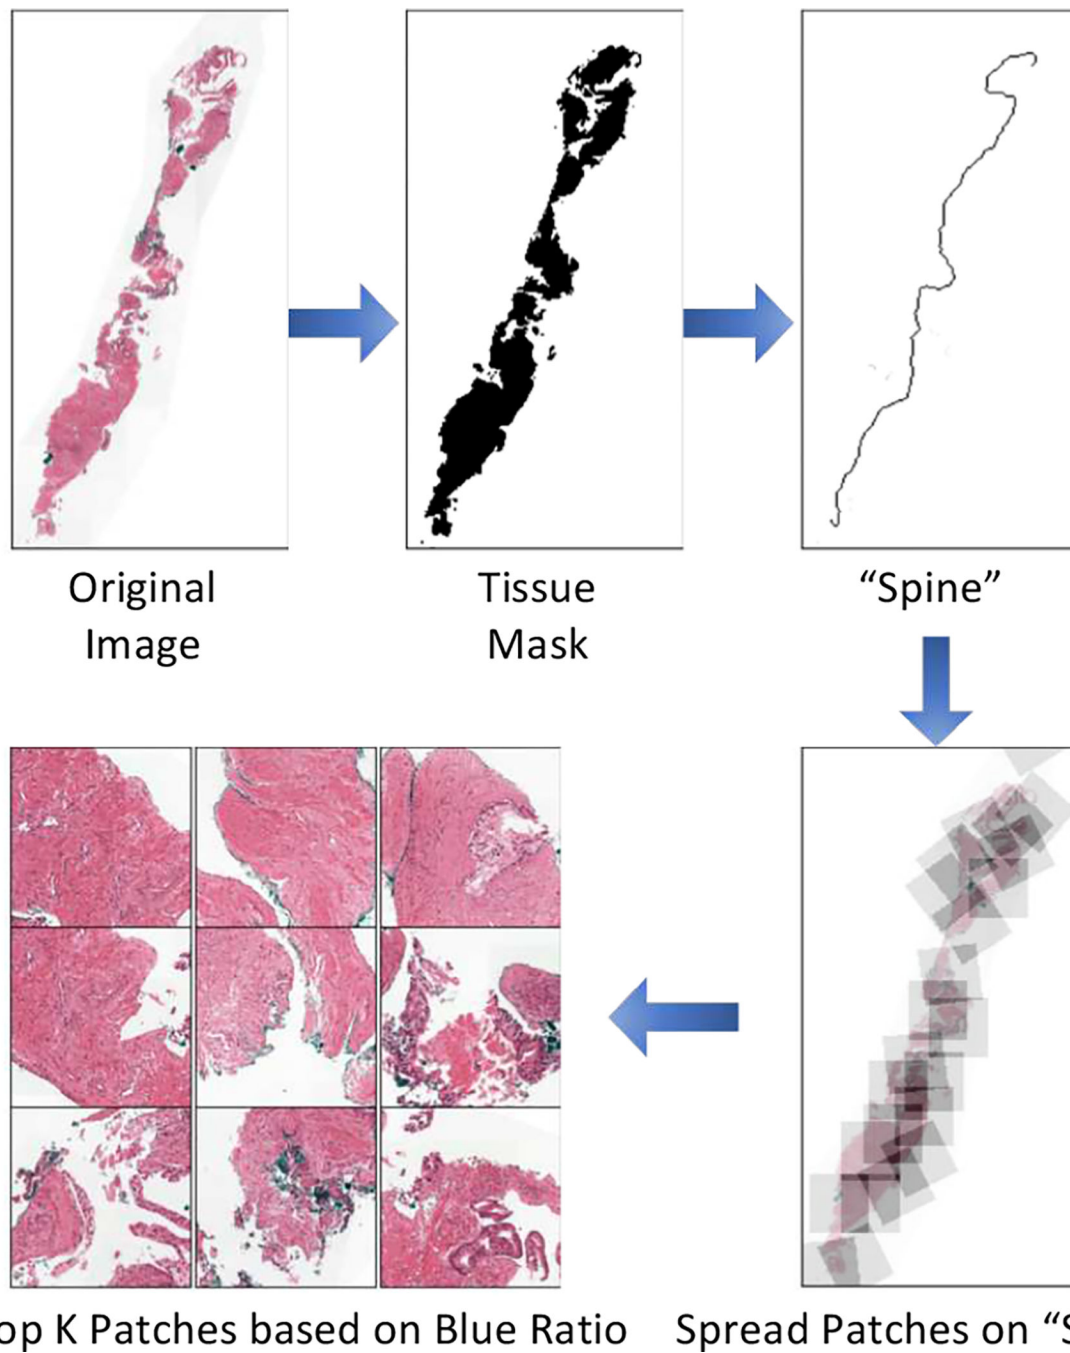 Original
Image
Tissue
Mask
“Spine”
op K Patches based on Blue Ratio
Spread Patches on “S